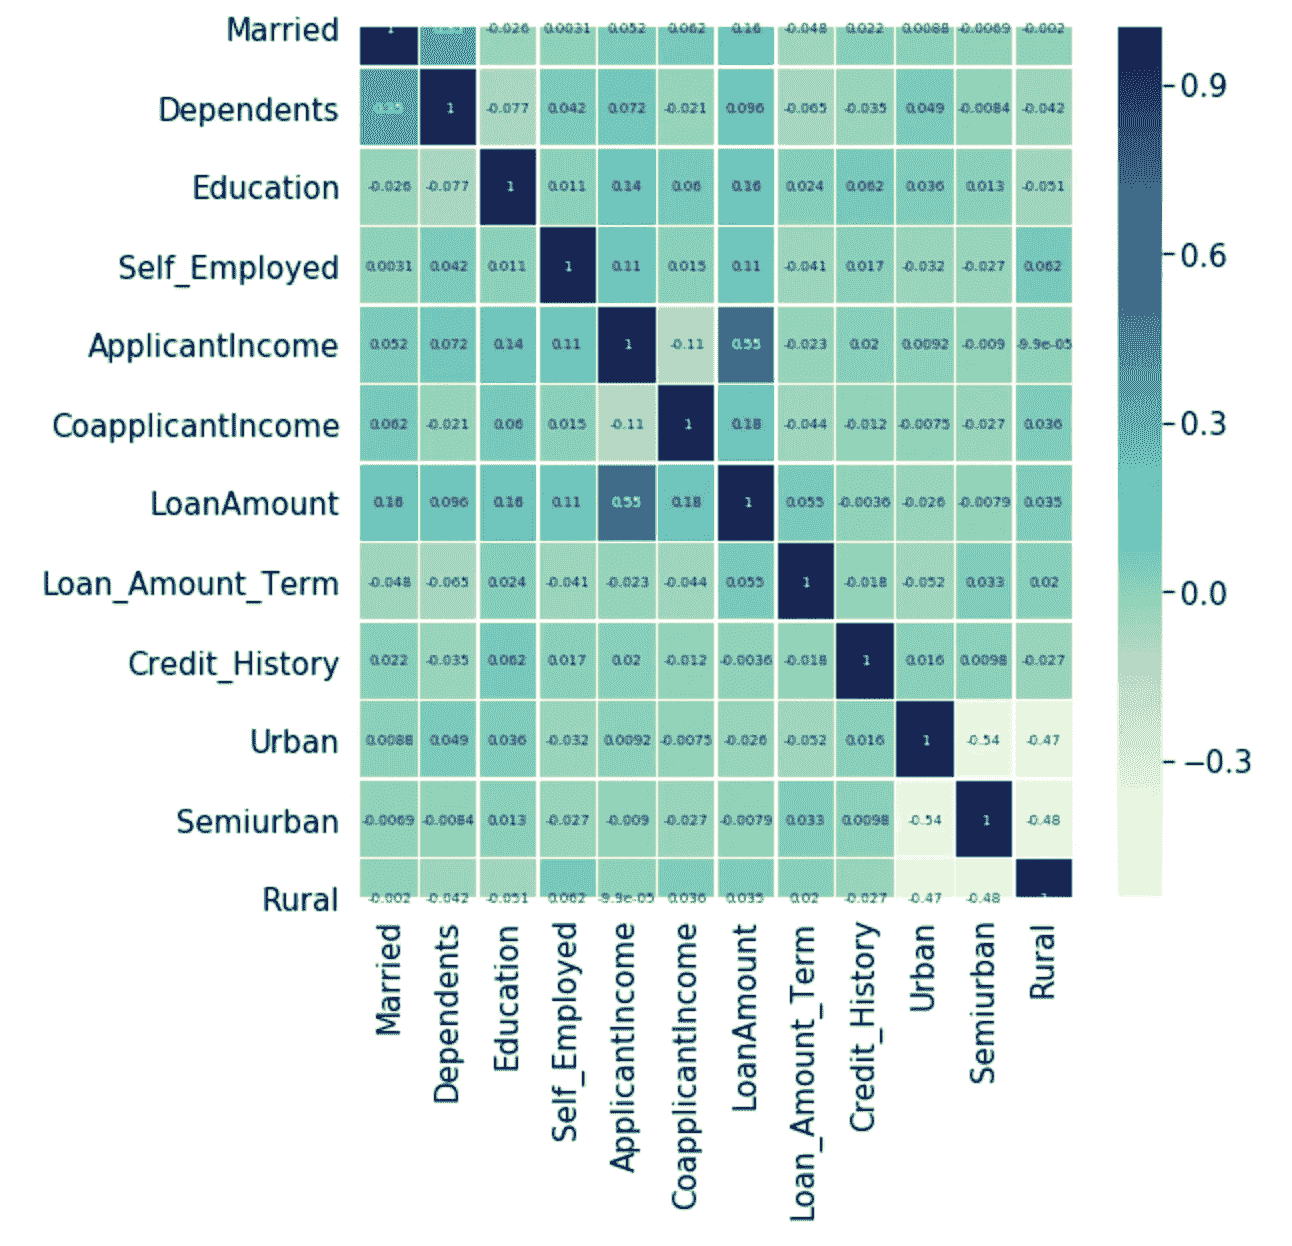 Married 1 -0.026 0.0031 0.052 0.062 0.16 -0.048 0.022 0.0088 -0.0069 -0.002
Dependents 1 -0.077 0.042 0.072 -0.021 0.096 -0.065 -0.035 0.049 -0.0084 -0.042
Education -0.026 -0.077 1 0.011 0.14 0.06 0.16 0.024 0.062 0.036 0.013 -0.051
Self_Employed 0.0031 0.042 0.011 1 0.11 0.015 0.11 -0.041 0.017 -0.032 -0.027 0.062
ApplicantIncome 0.052 0.072 0.14 0.11 1 -0.11 0.55 -0.023 0.02 0.0092 -0.009 -9.9e-05
CoapplicantIncome 0.062 -0.021 0.06 0.015 -0.11 1 0.18 -0.044 -0.012 -0.0075 -0.027 0.036
LoanAmount 0.16 0.096 0.16 0.11 0.55 0.18 1 0.055 -0.0036 -0.026 -0.0079 0.035
Loan_Amount_Term -0.048 -0.065 0.024 -0.041 -0.023 -0.044 0.055 1 -0.018 -0.052 0.033 0.02
Credit_History 0.022 -0.035 0.062 0.017 0.02 -0.012 -0.0036 -0.018 1 0.016 0.0098 -0.027
Urban 0.0088 0.049 0.036 -0.032 0.0092 -0.0075 -0.026 -0.052 0.016 1 -0.54 -0.47
Semiurban -0.0069 -0.0084 0.013 -0.027 -0.009 -0.027 -0.0079 0.033 0.0098 -0.54 1 -0.48
Rural -0.002 -0.042 -0.051 0.062 -9.9e-05 0.036 0.035 0.02 -0.027 -0.47 -0.48 1
Married
Dependents
Education
Self_Employed
ApplicantIncome
CoapplicantIncome
LoanAmount
Loan_Amount_Term
Credit_History
Urban
Semiurban
Rural
0.9
0.6
0.3
0.0
−0.3